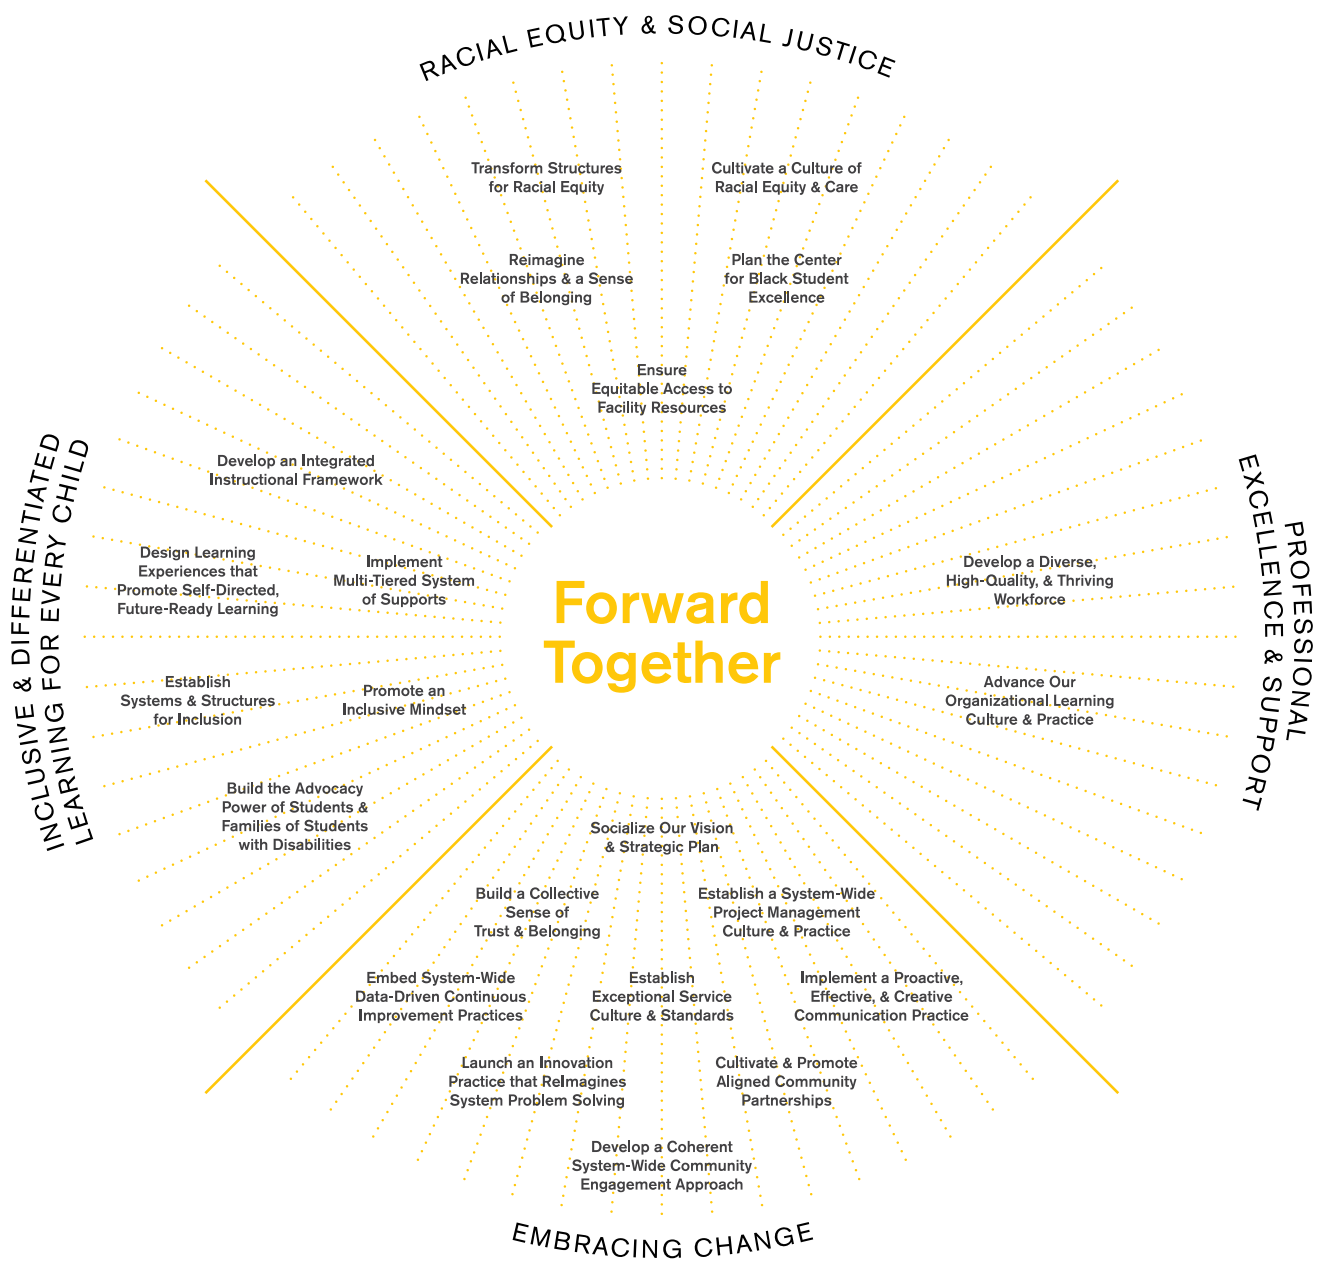 RACIAL EQUITY & SOCIAL JUSTICE
Transform Structures
for Racial Equity
Cultivate a Culture of
Racial Equity & Care
Reimagine
Relationships & a Sense
of Belonging
Plan the Center
for Black Student
Excellence
Ensure
Equitable Access to
Facility Resources
INCLUSIVE & DIFFERENTIATED
LEARNING FOR EVERY CHILD
Develop an Integrated
Instructional Framework
Design Learning
Experiences that
Promote Self-Directed,
Future-Ready Learning
Implement
Multi-Tiered System
of Supports
Establish
Systems & Structures
for Inclusion
Promote an
Inclusive Mindset
Build the Advocacy
Power of Students &
Families of Students
with Disabilities
Forward
Together
PROFESSIONAL
EXCELLENCE & SUPPORT
Develop a Diverse,
High-Quality, & Thriving
Workforce
Advance Our
Organizational Learning
Culture & Practice
Socialize Our Vision
& Strategic Plan
Build a Collective
Sense of
Trust & Belonging
Establish a System-Wide
Project Management
Culture & Practice
Embed System-Wide
Data-Driven Continuous
Improvement Practices
Establish
Exceptional Service
Culture & Standards
Implement a Proactive,
Effective, & Creative
Communication Practice
Launch an Innovation
Practice that ReImagines
System Problem Solving
Cultivate & Promote
Aligned Community
Partnerships
Develop a Coherent
System-Wide Community
Engagement Approach
EMBRACING CHANGE